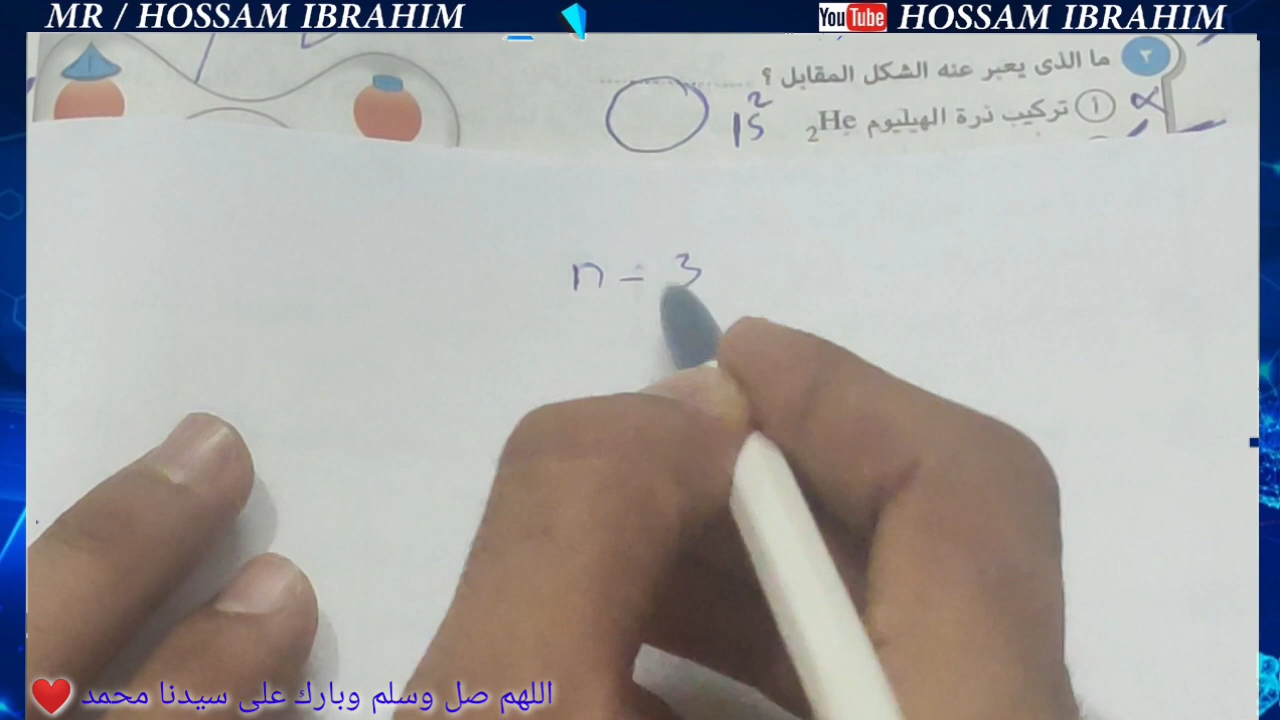 MR / HOSSAM IBRAHIM
YouTube HOSSAM IBRAHIM
٣ ما الذى يعبر عنه الشكل المقابل ؟
أ تركيب ذرة الهيليوم ₂He
1s²
n = 3
اللهم صل وسلم وبارك على سيدنا محمد